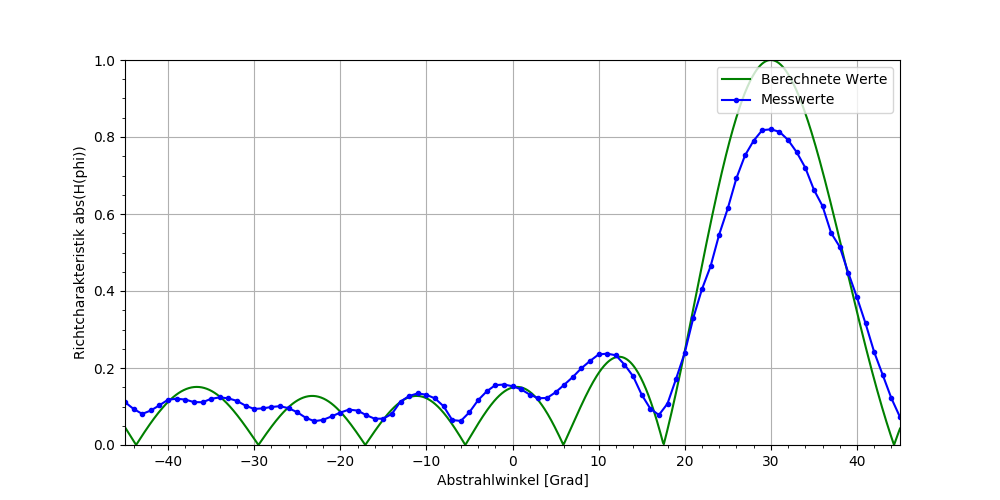 1.0
0.8
0.6
0.4
0.2
0.0
Richtcharakteristik abs(H(phi))
Berechnete Werte
Messwerte
−40 −30 −20 −10 0 10 20 30 40
Abstrahlwinkel [Grad]